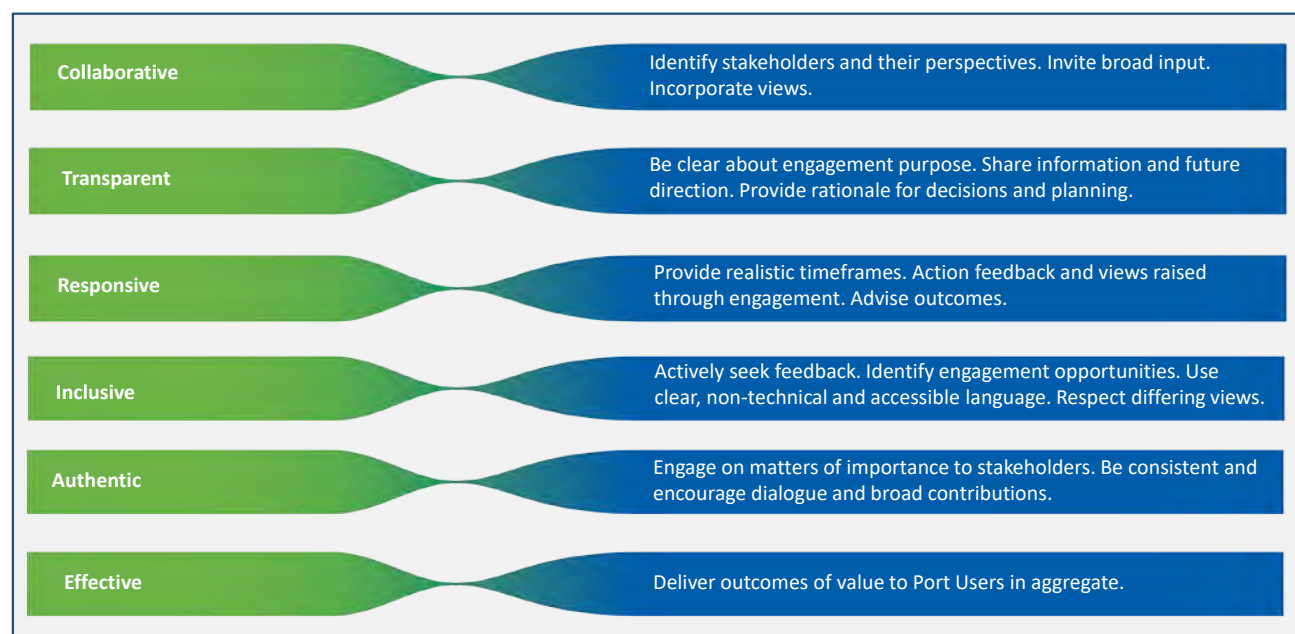 Collaborative
Identify stakeholders and their perspectives. Invite broad input.
Incorporate views.
Transparent
Be clear about engagement purpose. Share information and future
direction. Provide rationale for decisions and planning.
Responsive
Provide realistic timeframes. Action feedback and views raised
through engagement. Advise outcomes.
Inclusive
Actively seek feedback. Identify engagement opportunities. Use
clear, non-technical and accessible language. Respect differing views.
Authentic
Engage on matters of importance to stakeholders. Be consistent and
encourage dialogue and broad contributions.
Effective
Deliver outcomes of value to Port Users in aggregate.